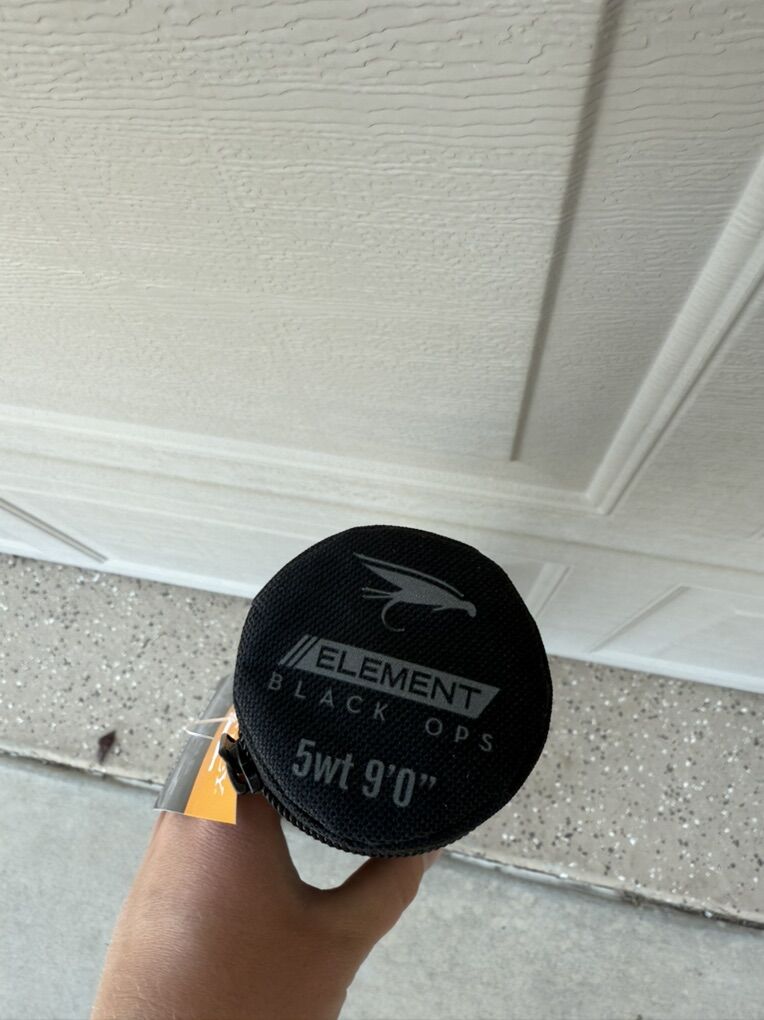 ELEMENT
BLACK OPS
5wt 9'0"